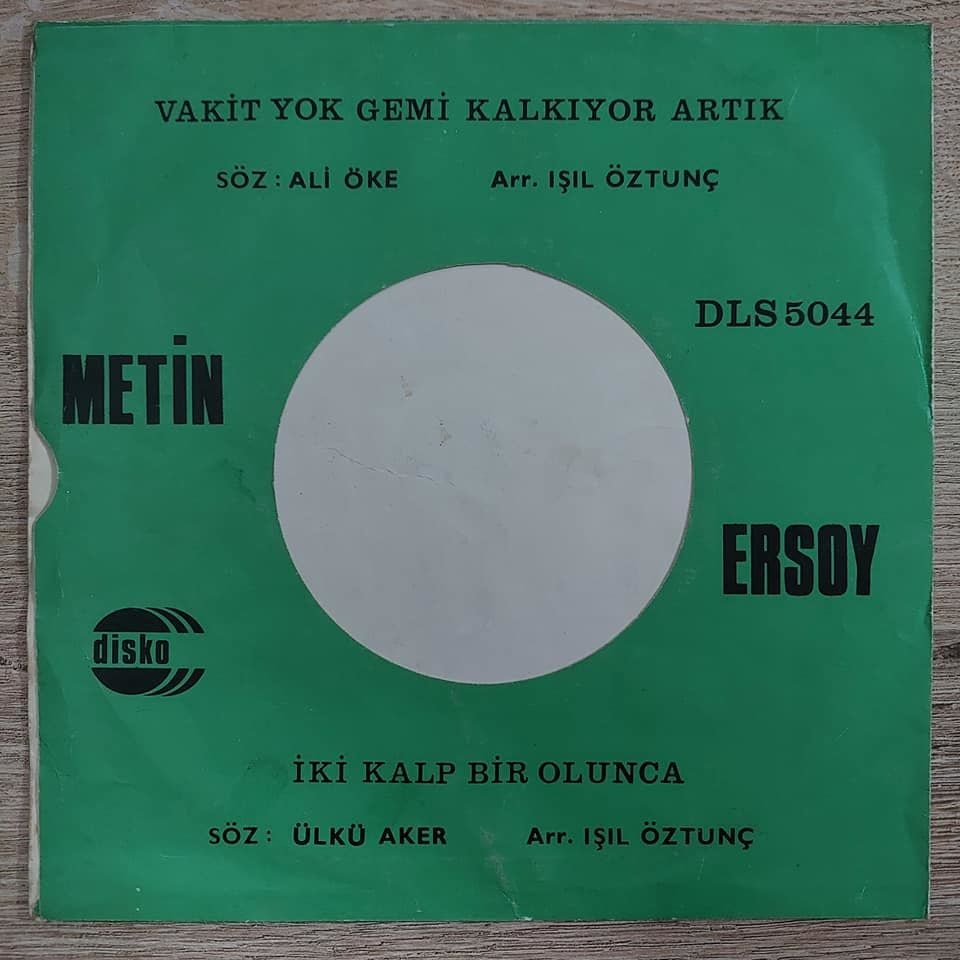 VAKİT YOK GEMİ KALKIYOR ARTIK
SÖZ : ALİ ÖKE Arr. IŞIL ÖZTUNÇ
DLS 5044
METİN
ERSOY
disko
İKİ KALP BİR OLUNCA
SÖZ : ÜLKÜ AKER Arr. IŞIL ÖZTUNÇ